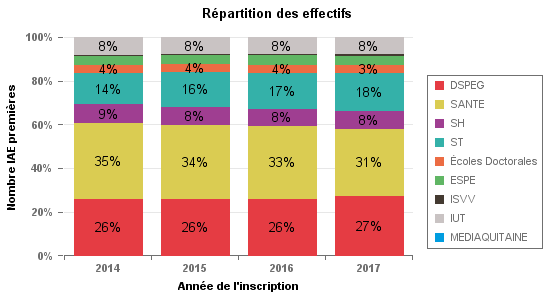 Répartition des effectifs
Nombre IAE premières
100%
80%
60%
40%
20%
0%
8% 8% 8% 8%
4% 4% 4% 3%
14% 16% 17% 18%
9% 8% 8% 8%
35% 34% 33% 31%
26% 26% 26% 27%
2014 2015 2016 2017
Année de l'inscription
DSPEG
SANTE
SH
ST
Écoles Doctorales
ESPE
ISVV
IUT
MEDIAQUITAINE